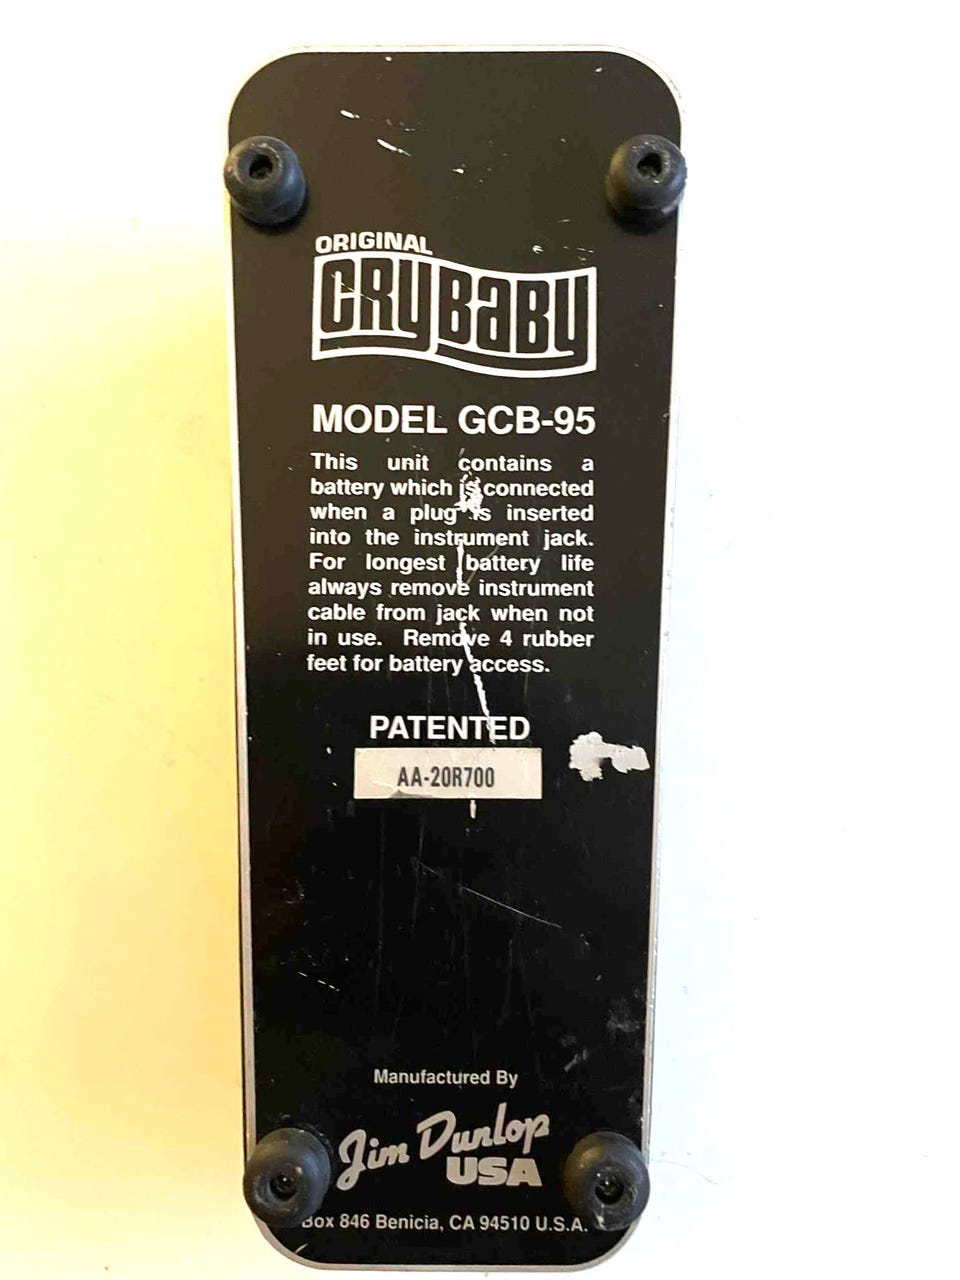 ORIGINAL
CRYBABY
MODEL GCB-95
This unit contains a
battery which is connected
when a plug is inserted
into the instrument jack.
For longest battery life
always remove instrument
cable from jack when not
in use. Remove 4 rubber
feet for battery access.
PATENTED
AA-20R700
Manufactured By
Jim Dunlop
USA
Box 846 Benicia, CA 94510 U.S.A.